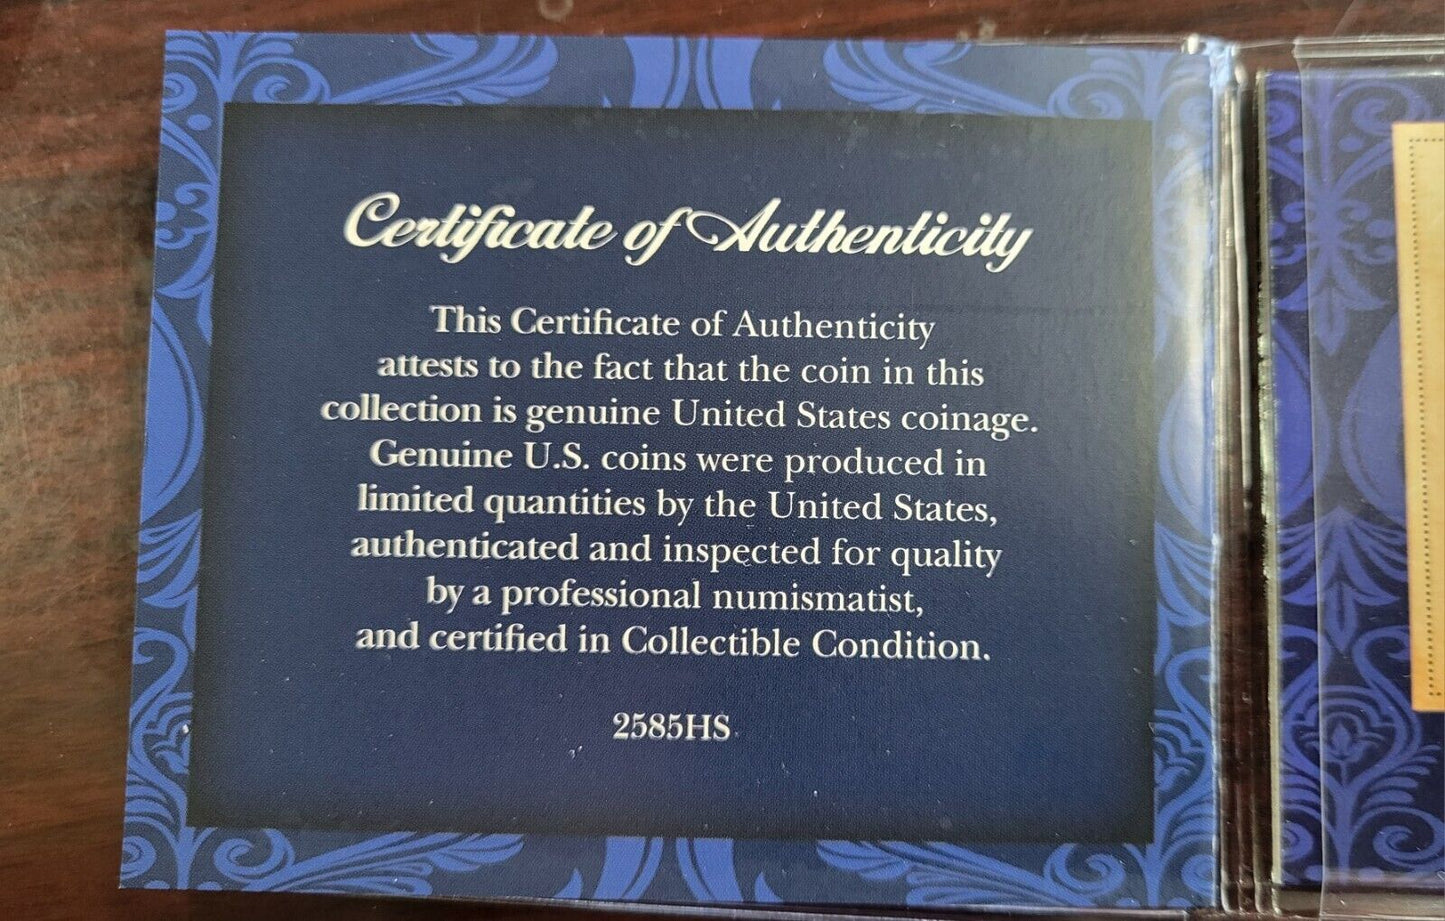 Certificate of Authenticity
This Certificate of Authenticity
attests to the fact that the coin in this
collection is genuine United States coinage.
Genuine U.S. coins were produced in
limited quantities by the United States,
authenticated and inspected for quality
by a professional numismatist,
and certified in Collectible Condition.
2585HS